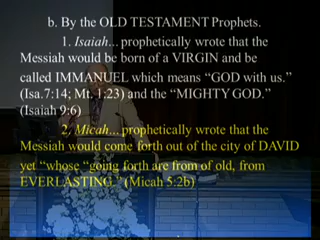 b. By the OLD TESTAMENT Prophets.
1. Isaiah... prophetically wrote that the
Messiah would be born of a VIRGIN and be
called IMMANUEL which means “GOD with us.”
(Isa.7:14; Mt. 1:23) and the “MIGHTY GOD.”
(Isaiah 9:6)
2. Micah... prophetically wrote that the
Messiah would come forth out of the city of DAVID
yet “whose “going forth are from of old, from
EVERLASTING.” (Micah 5:2b)